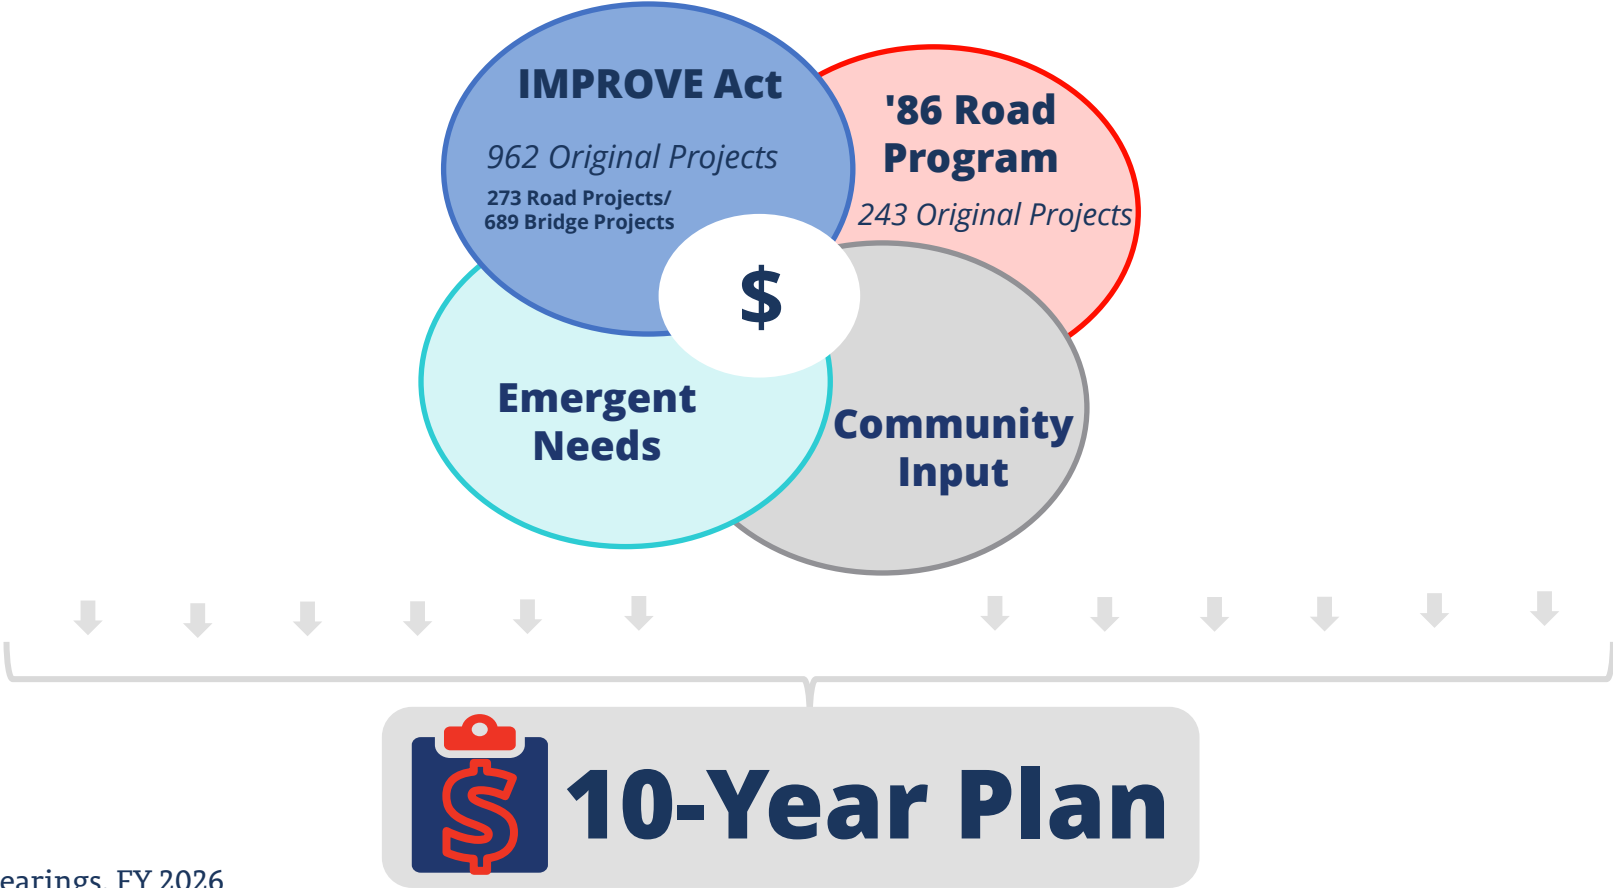 IMPROVE Act
962 Original Projects
273 Road Projects/
689 Bridge Projects
'86 Road
Program
243 Original Projects
$
Emergent
Needs
Community
Input
$
10-Year Plan
earings, FY 2026